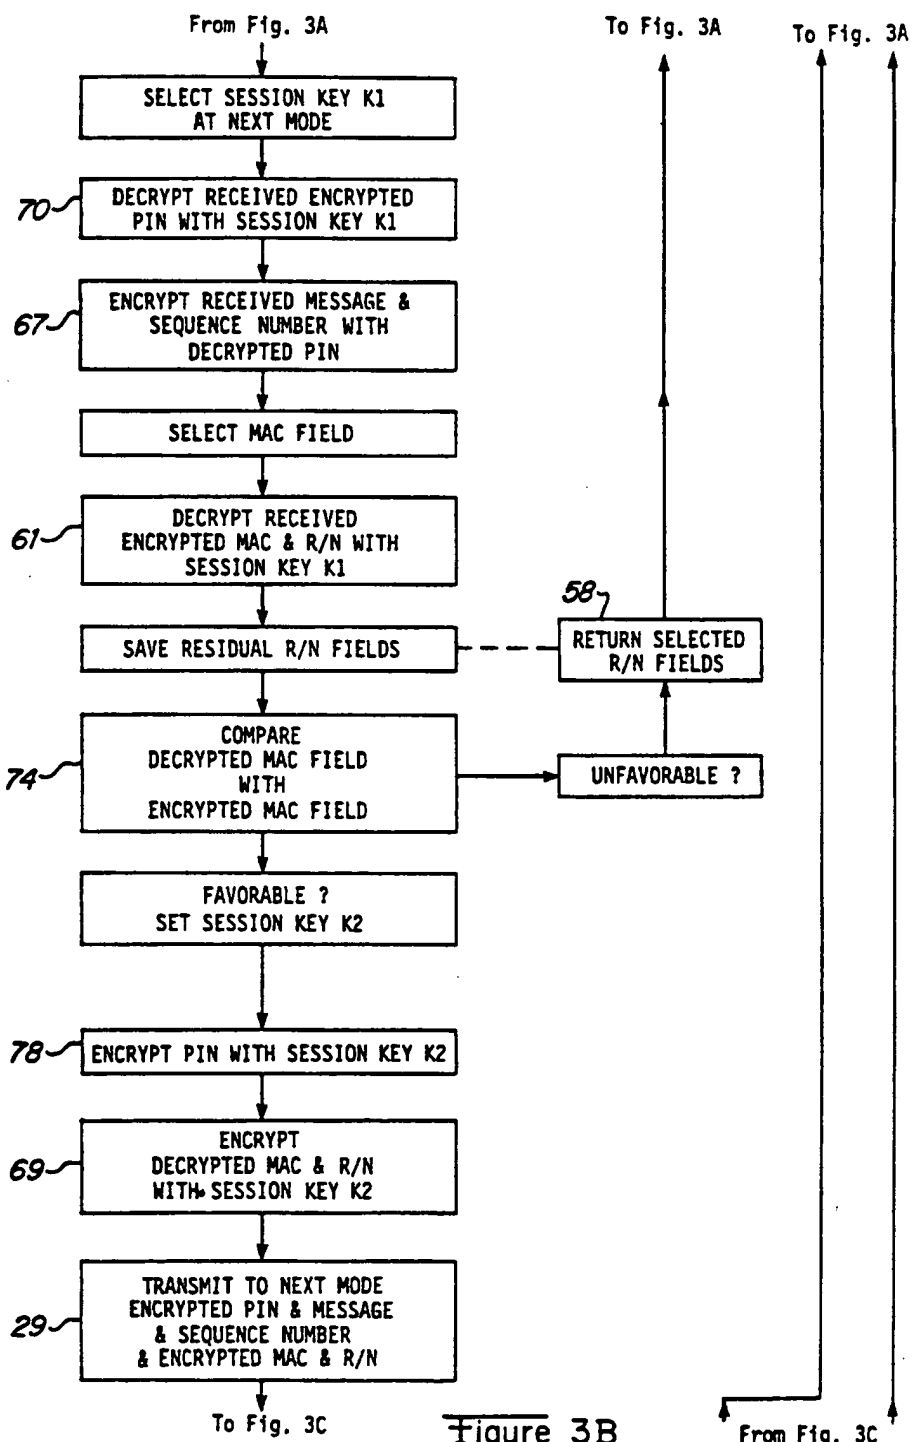 From Fig. 3A
To Fig. 3A
To Fig. 3A
SELECT SESSION KEY K1
AT NEXT MODE
70
DECRYPT RECEIVED ENCRYPTED
PIN WITH SESSION KEY K1
67
ENCRYPT RECEIVED MESSAGE &
SEQUENCE NUMBER WITH
DECRYPTED PIN
SELECT MAC FIELD
61
DECRYPT RECEIVED
ENCRYPTED MAC & R/N WITH
SESSION KEY K1
58
SAVE RESIDUAL R/N FIELDS
RETURN SELECTED
R/N FIELDS
74
COMPARE
DECRYPTED MAC FIELD
WITH
ENCRYPTED MAC FIELD
UNFAVORABLE ?
FAVORABLE ?
SET SESSION KEY K2
78
ENCRYPT PIN WITH SESSION KEY K2
69
ENCRYPT
DECRYPTED MAC & R/N
WITH SESSION KEY K2
29
TRANSMIT TO NEXT MODE
ENCRYPTED PIN & MESSAGE
& SEQUENCE NUMBER
& ENCRYPTED MAC & R/N
To Fig. 3C
Figure 3B
From Fig. 3C